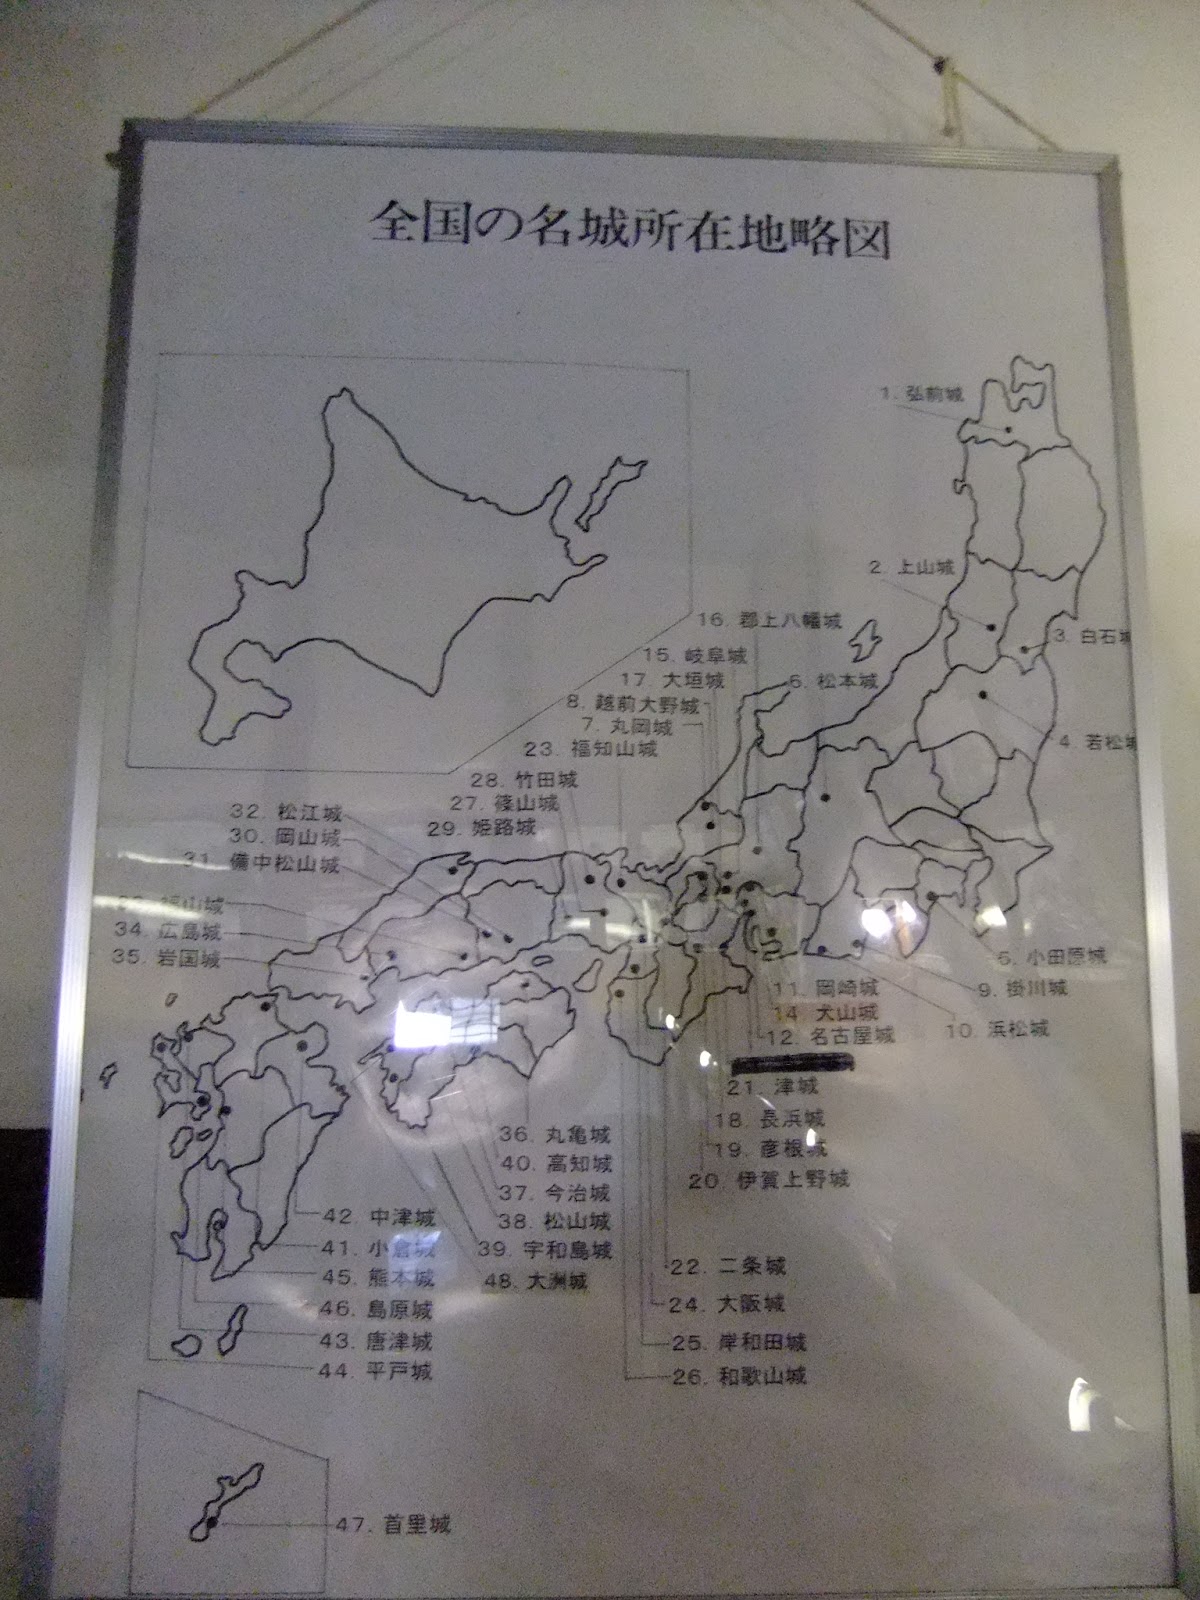 全国の名城所在地略図
1. 弘前城
2. 上山城
16. 郡上八幡城
3. 白石城
15. 岐阜城
17. 大垣城
6. 松本城
8. 越前大野城
7. 丸岡城
23. 福知山城
4. 若松城
28. 竹田城
27. 篠山城
29. 姫路城
32. 松江城
30. 岡山城
31. 備中松山城
福山城
34. 広島城
35. 岩国城
5. 小田原城
11. 岡崎城
9. 掛川城
14. 犬山城
10. 浜松城
12. 名古屋城
21. 津城
18. 長浜城
19. 彦根城
20. 伊賀上野城
36. 丸亀城
40. 高知城
37. 今治城
38. 松山城
39. 宇和島城
48. 大洲城
42. 中津城
41. 小倉城
45. 熊本城
46. 島原城
43. 唐津城
44. 平戸城
22. 二条城
24. 大阪城
25. 岸和田城
26. 和歌山城
47. 首里城